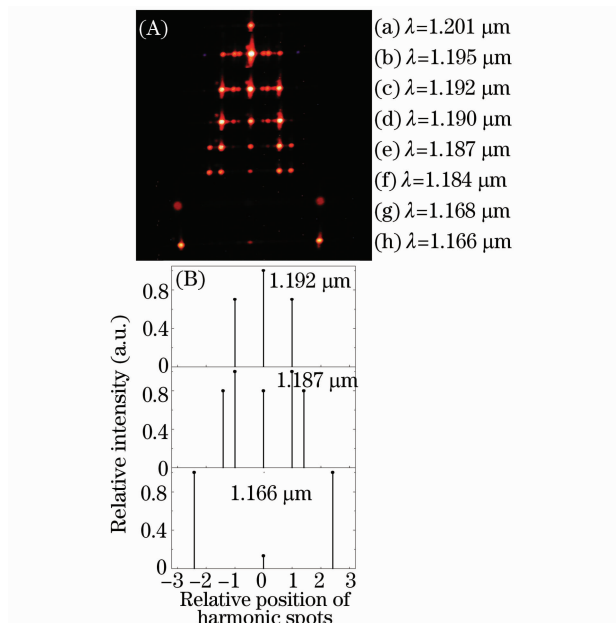 (A)
(a) λ=1.201 μm
(b) λ=1.195 μm
(c) λ=1.192 μm
(d) λ=1.190 μm
(e) λ=1.187 μm
(f) λ=1.184 μm
(g) λ=1.168 μm
(h) λ=1.166 μm
(B)
1.192 μm
0.8
0.4
0
1.187 μm
0.8
0.4
0
1.166 μm
0.8
0.4
0
Relative intensity (a.u.)
-3 -2 -1 0 1 2 3
Relative position of
harmonic spots